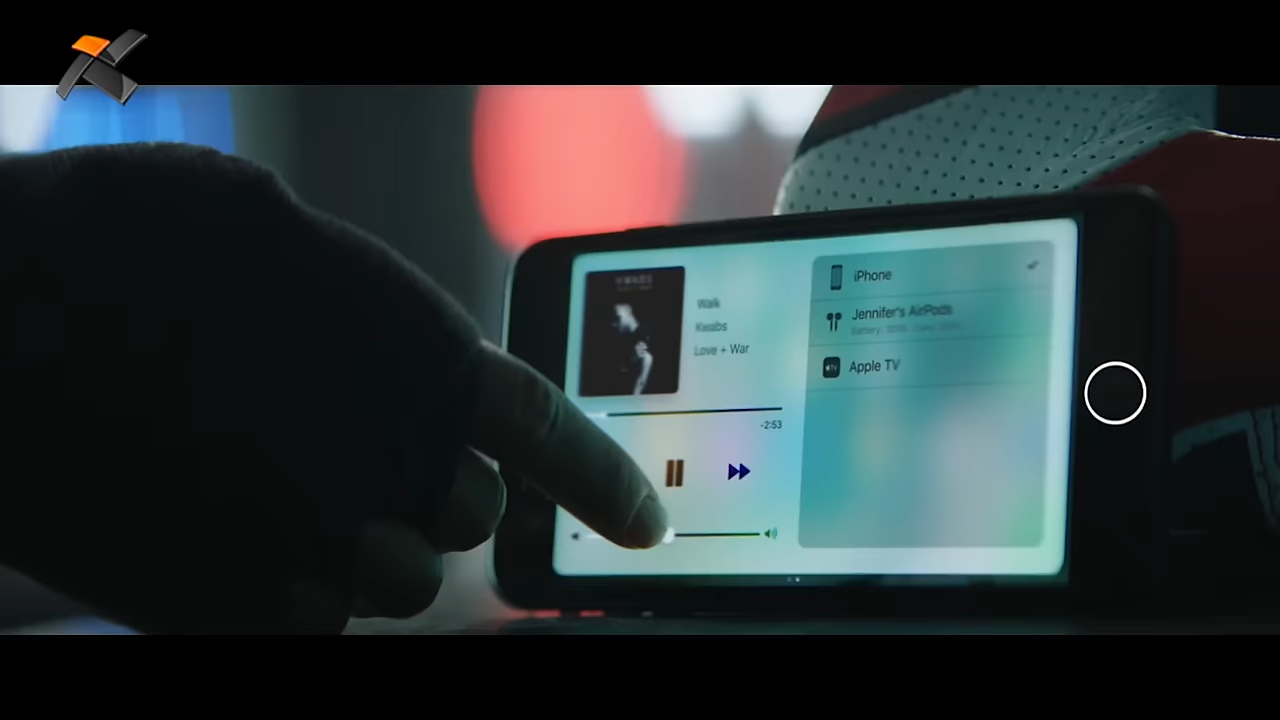 Walk
Kwabs
Love + War
-2:53
iPhone
Jennifer's AirPods
Apple TV